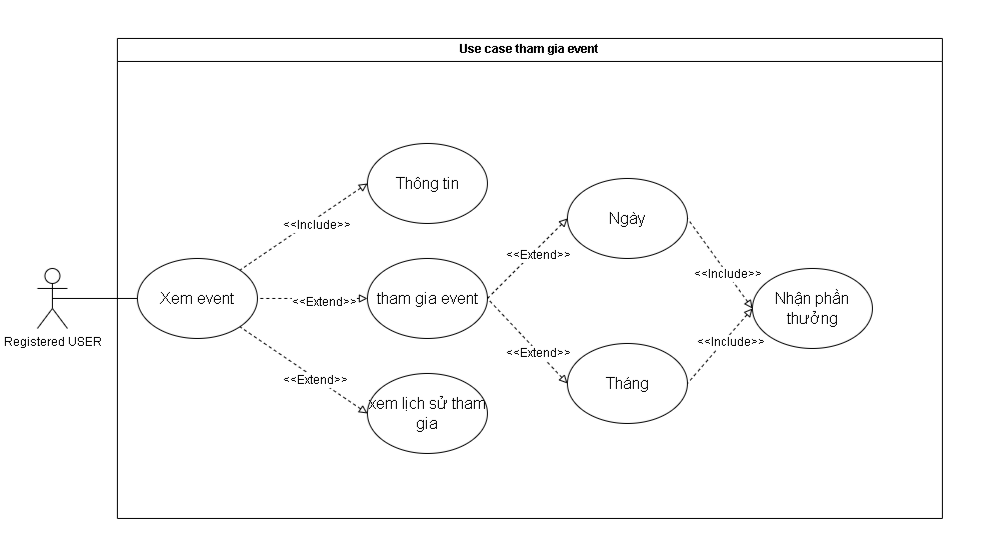 Use case tham gia event
Thông tin
<<Include>>
Ngày
<<Extend>>
<<Include>>
Xem event
<<Extend>>
tham gia event
Nhận phần
thưởng
Registered USER
<<Extend>>
<<Include>>
<<Extend>>
Tháng
xem lịch sử tham
gia